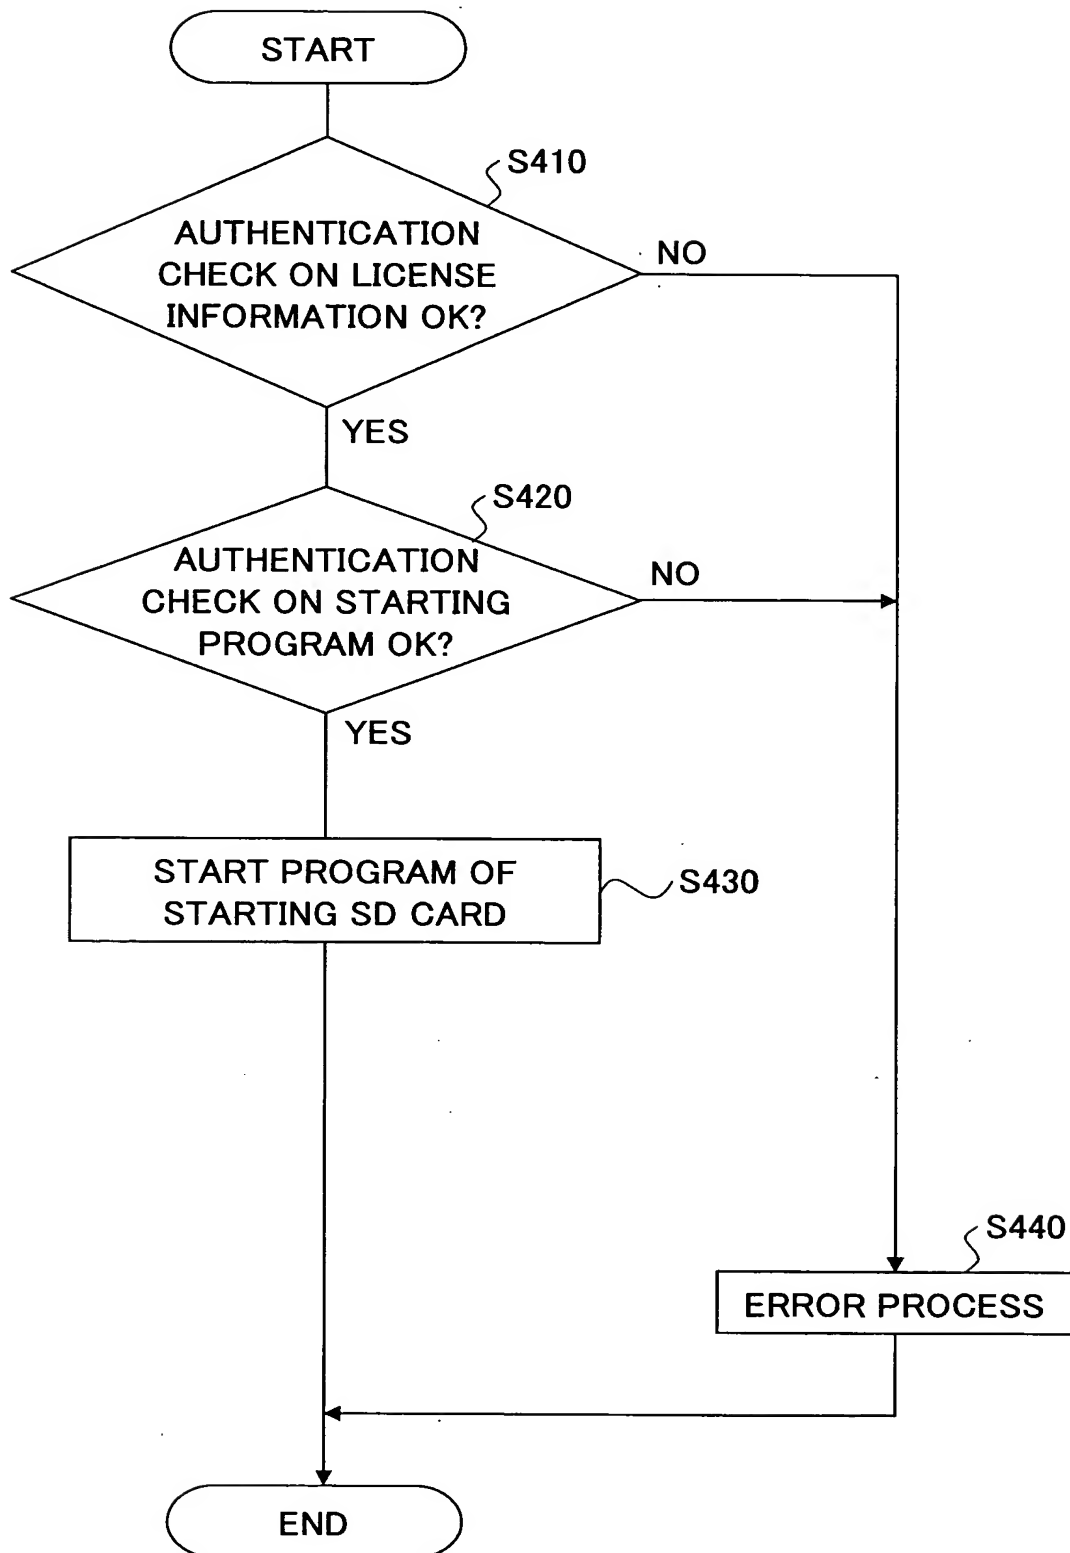 START
S410
AUTHENTICATION
CHECK ON LICENSE
INFORMATION OK?
NO
YES
S420
AUTHENTICATION
CHECK ON STARTING
PROGRAM OK?
NO
YES
START PROGRAM OF
STARTING SD CARD
S430
S440
ERROR PROCESS
END